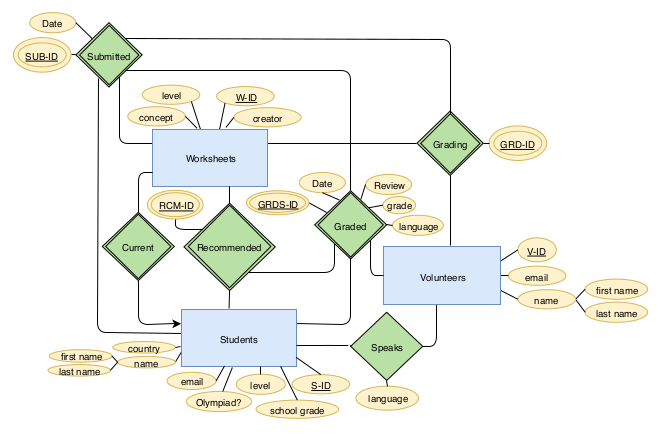 Date
SUB-ID
Submitted
level
W-ID
concept
creator
Worksheets
Grading
GRD-ID
RCM-ID
GRDS-ID
Date
Review
grade
language
Graded
Current
Recommended
Volunteers
V-ID
email
name
first name
last name
Students
Speaks
language
country
first name
name
last name
email
level
S-ID
Olympiad?
school grade